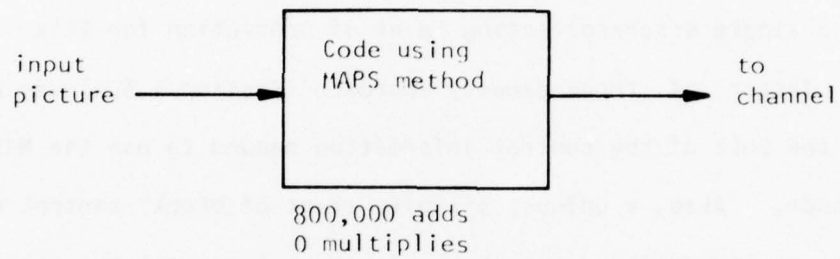 Code using
MAPS method
input
picture
to
channel
800,000 adds
0 multiplies